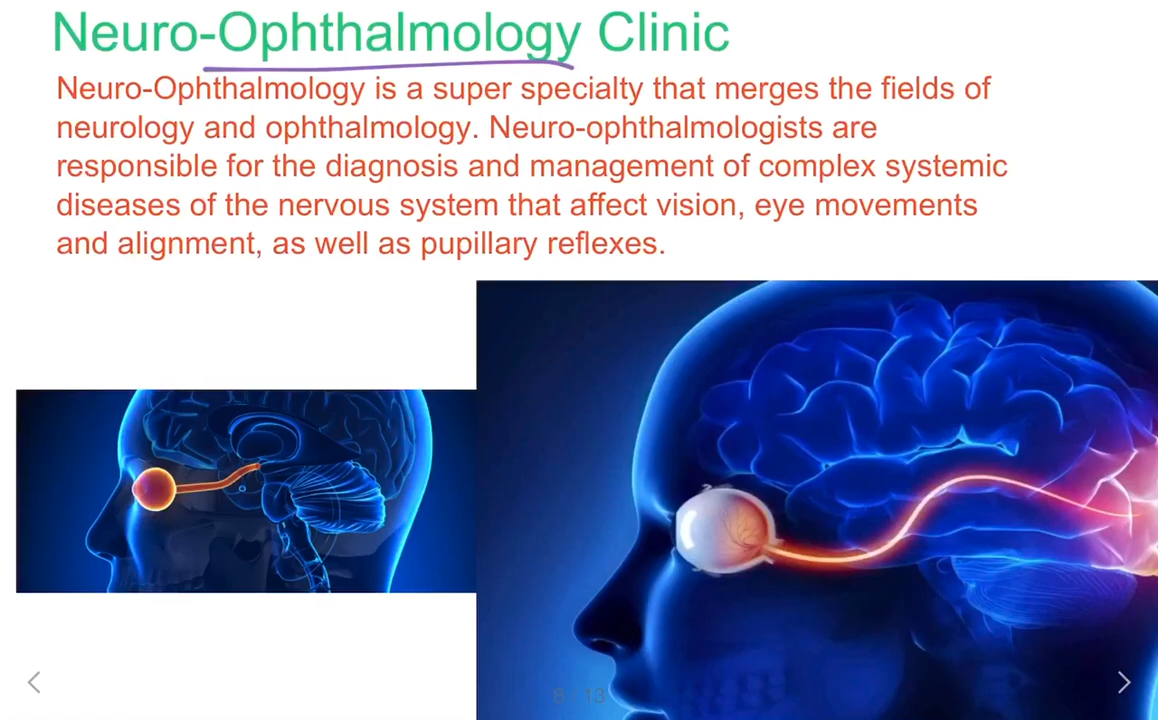 Neuro-Ophthalmology Clinic
Neuro-Ophthalmology is a super specialty that merges the fields of
neurology and ophthalmology. Neuro-ophthalmologists are
responsible for the diagnosis and management of complex systemic
diseases of the nervous system that affect vision, eye movements
and alignment, as well as pupillary reflexes.
8 / 13